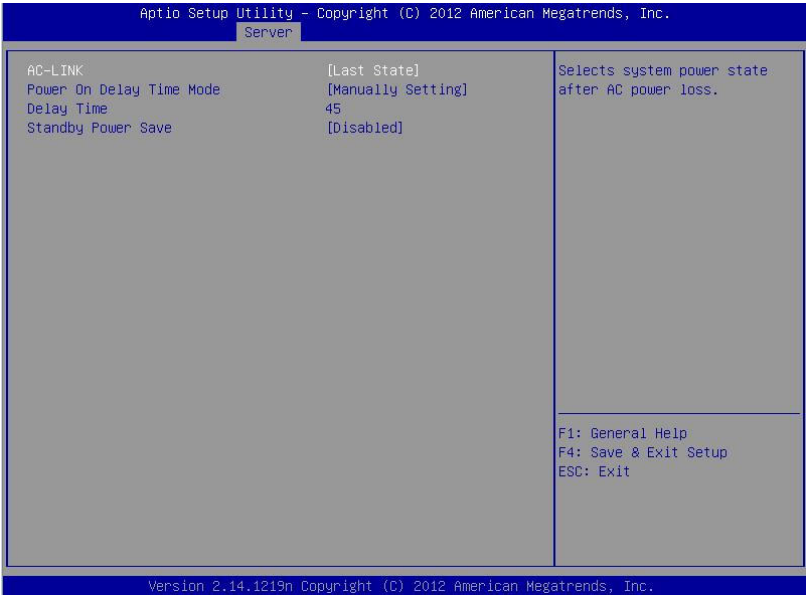 Aptio Setup Utility – Copyright (C) 2012 American Megatrends, Inc.
Server
AC-LINK [Last State]
Power On Delay Time Mode [Manually Setting]
Delay Time 45
Standby Power Save [Disabled]
Selects system power state
after AC power loss.
F1: General Help
F4: Save & Exit Setup
ESC: Exit
Version 2.14.1219n Copyright (C) 2012 American Megatrends, Inc.